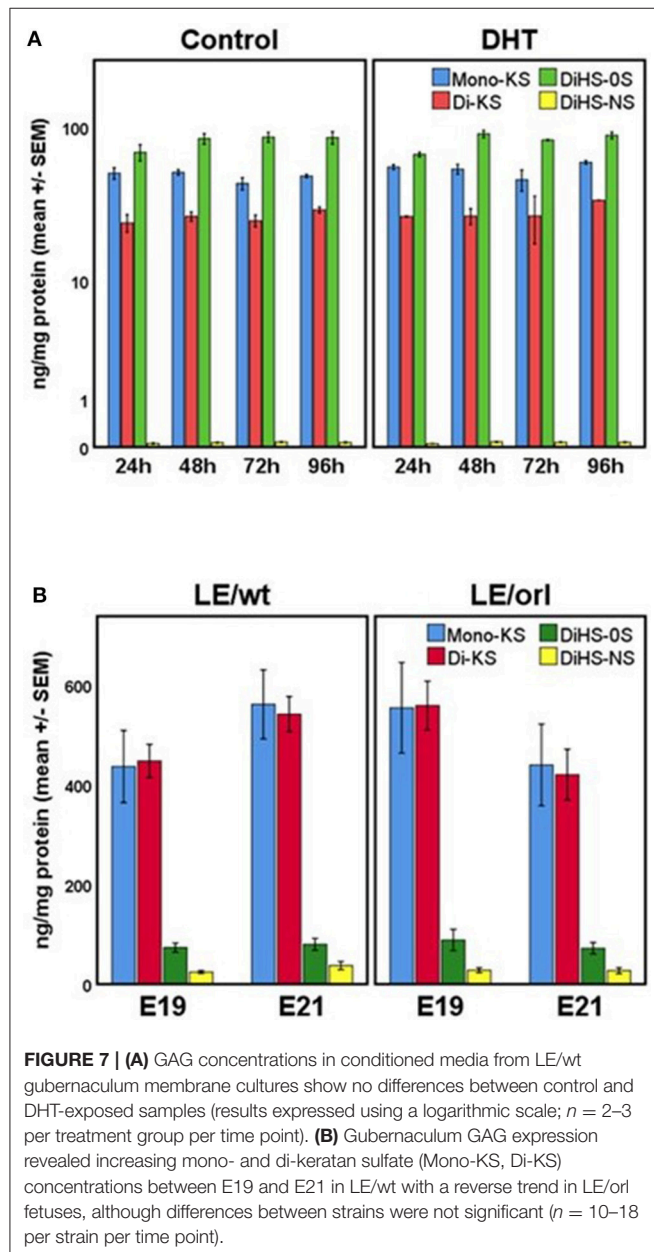 A
Control
DHT
Mono-KS
DiHS-0S
Di-KS
DiHS-NS
ng/mg protein (mean +/- SEM)
100
10
1
0
24h 48h 72h 96h
24h 48h 72h 96h
B
LE/wt
LE/orl
Mono-KS
DiHS-0S
Di-KS
DiHS-NS
ng/mg protein (mean +/- SEM)
600
400
200
0
E19 E21
E19 E21
FIGURE 7 | (A) GAG concentrations in conditioned media from LE/wt
gubernaculum membrane cultures show no differences between control and
DHT-exposed samples (results expressed using a logarithmic scale; n = 2–3
per treatment group per time point). (B) Gubernaculum GAG expression
revealed increasing mono- and di-keratan sulfate (Mono-KS, Di-KS)
concentrations between E19 and E21 in LE/wt with a reverse trend in LE/orl
fetuses, although differences between strains were not significant (n = 10–18
per strain per time point).